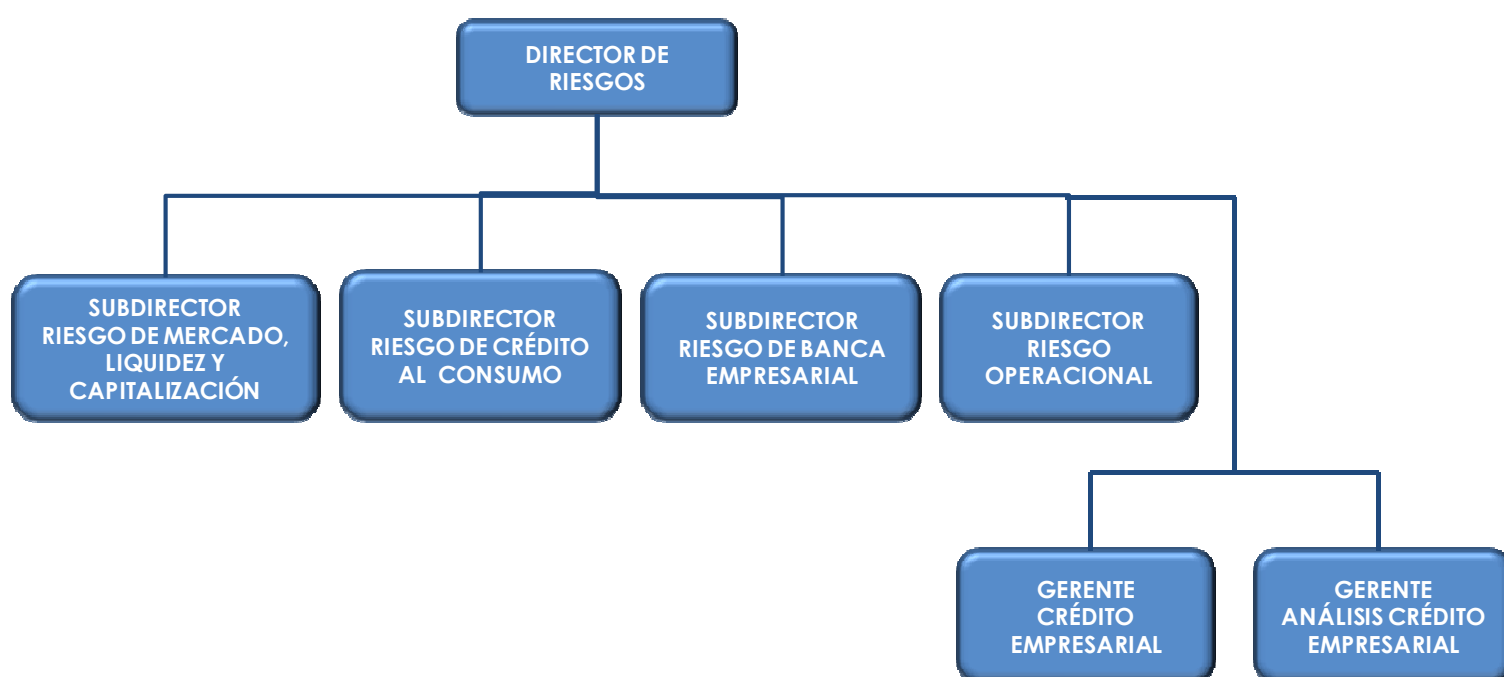 DIRECTOR DE
RIESGOS
SUBDIRECTOR
RIESGO DE MERCADO,
LIQUIDEZ Y
CAPITALIZACIÓN
SUBDIRECTOR
RIESGO DE CRÉDITO
AL CONSUMO
SUBDIRECTOR
RIESGO DE BANCA
EMPRESARIAL
SUBDIRECTOR
RIESGO
OPERACIONAL
GERENTE
CRÉDITO
EMPRESARIAL
GERENTE
ANÁLISIS CRÉDITO
EMPRESARIAL